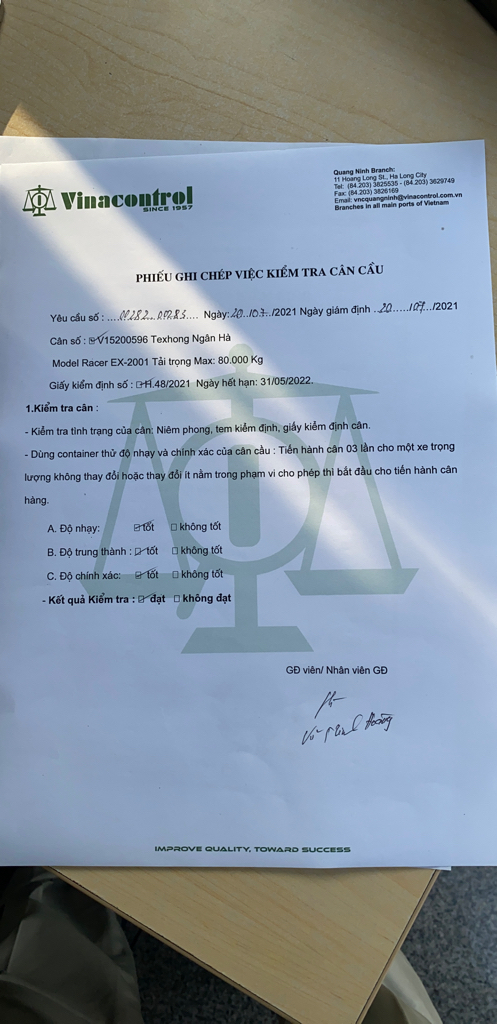 Vinacontrol
SINCE 1957
Quang Ninh Branch:
11 Hoang Long St., Ha Long City
Tel: (84.203) 3825535 - (84.203) 3629749
Fax: (84.203) 3826169
Email: vncquangninh@vinacontrol.com.vn
Branches in all main ports of Vietnam
PHIẾU GHI CHÉP VIỆC KIỂM TRA CÂN CẦU
Yêu cầu số : Ngày: 20.10.7./2021 Ngày giám định ..20.....107../2021
Cân số : V15200596 Texhong Ngân Hà
Model Racer EX-2001 Tải trọng Max: 80.000 Kg
Giấy kiểm định số : H.48/2021 Ngày hết hạn: 31/05/2022.
1.Kiểm tra cân :
- Kiểm tra tình trạng của cân: Niêm phong, tem kiểm định, giấy kiểm định cân.
- Dùng container thử độ nhạy và chính xác của cân cầu : Tiến hành cân 03 lần cho một xe trọng
lượng không thay đổi hoặc thay đổi ít nằm trong phạm vi cho phép thì bắt đầu cho tiến hành cân
hàng.
A. Độ nhạy: ☑ tốt □ không tốt
B. Độ trung thành : ☑ tốt □ không tốt
C. Độ chính xác: ☑ tốt □ không tốt
- Kết quả Kiểm tra : ☑ đạt □ không đạt
GĐ viên/ Nhân viên GĐ
IMPROVE QUALITY, TOWARD SUCCESS